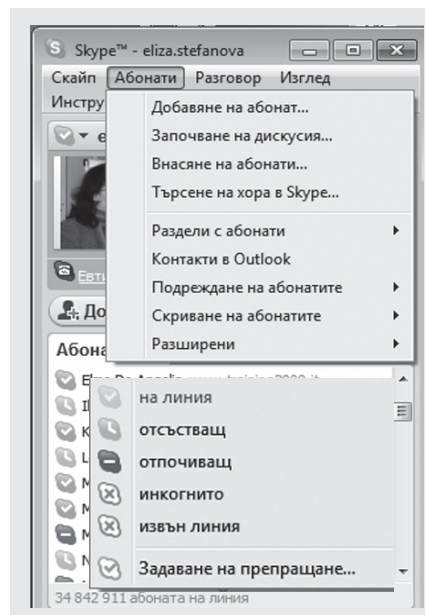 Skype™ - eliza.stefanova
Скайп Абонати Разговор Изглед
Инстру
Добавяне на абонат...
Започване на дискусия...
Внасяне на абонати...
Търсене на хора в Skype...
Раздели с абонати
Контакти в Outlook
Подреждане на абонатите
Скриване на абонатите
Разширени
Абона
на линия
отсъстващ
отпочиващ
инкогнито
извън линия
Задаване на препращане...
34 842 911 абоната на линия